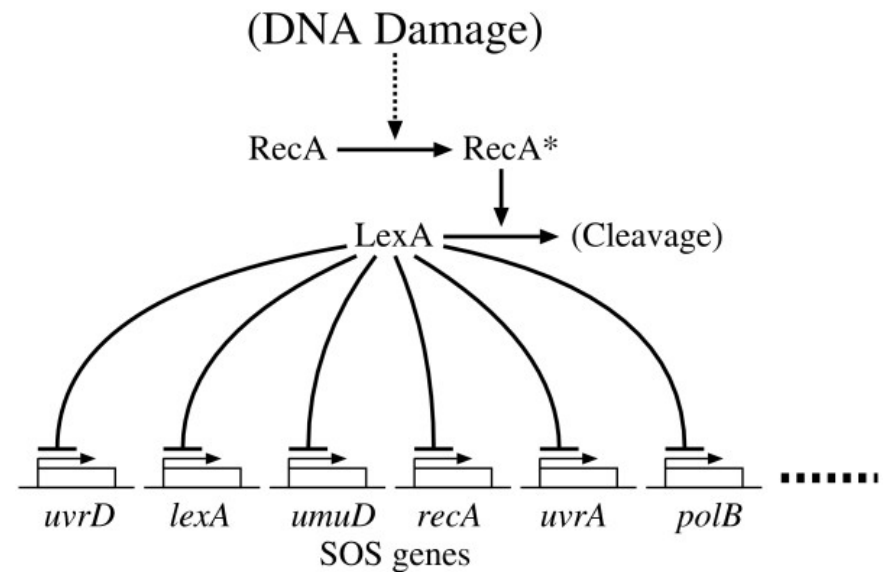 (DNA Damage)
RecA RecA*
LexA (Cleavage)
uvrD lexA umuD recA uvrA polB
SOS genes